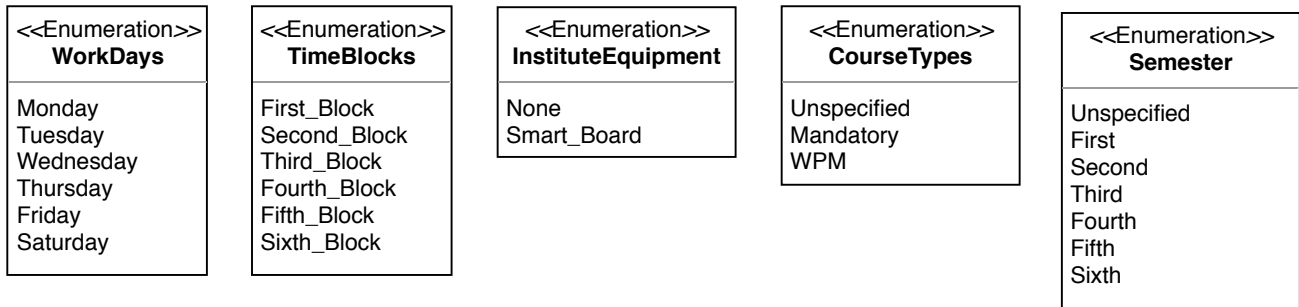 <<Enumeration>>
WorkDays
Monday
Tuesday
Wednesday
Thursday
Friday
Saturday
<<Enumeration>>
TimeBlocks
First_Block
Second_Block
Third_Block
Fourth_Block
Fifth_Block
Sixth_Block
<<Enumeration>>
InstituteEquipment
None
Smart_Board
<<Enumeration>>
CourseTypes
Unspecified
Mandatory
WPM
<<Enumeration>>
Semester
Unspecified
First
Second
Third
Fourth
Fifth
Sixth